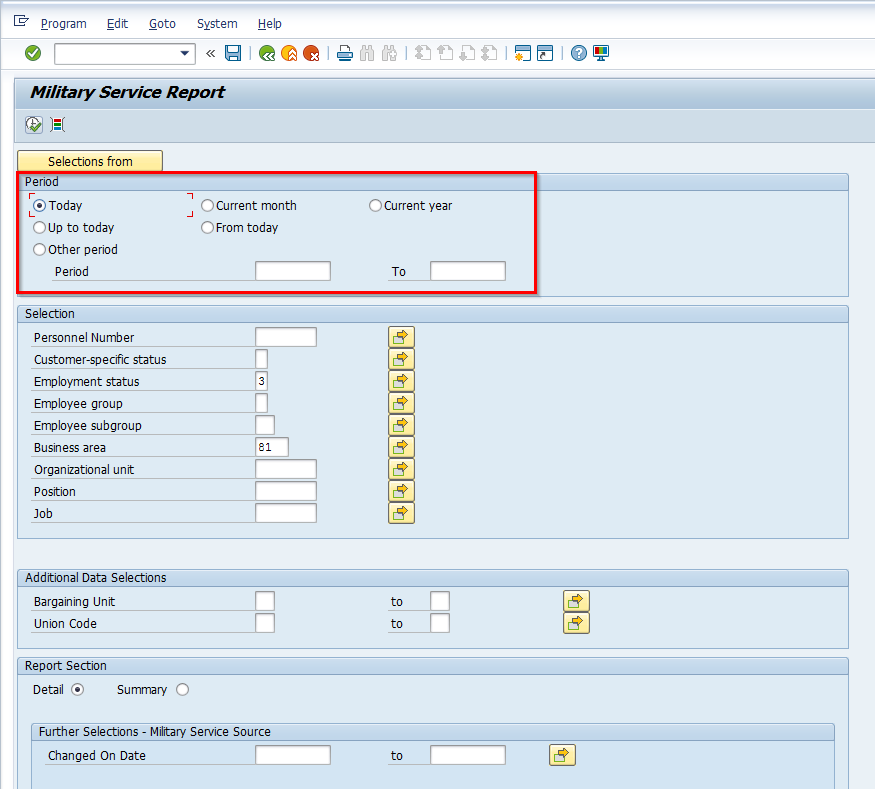 Program Edit Goto System Help
Military Service Report
Selections from
Period
Today Current month Current year
Up to today From today
Other period
Period To
Selection
Personnel Number
Customer-specific status
Employment status 3
Employee group
Employee subgroup
Business area 81
Organizational unit
Position
Job
Additional Data Selections
Bargaining Unit to
Union Code to
Report Section
Detail Summary
Further Selections - Military Service Source
Changed On Date to